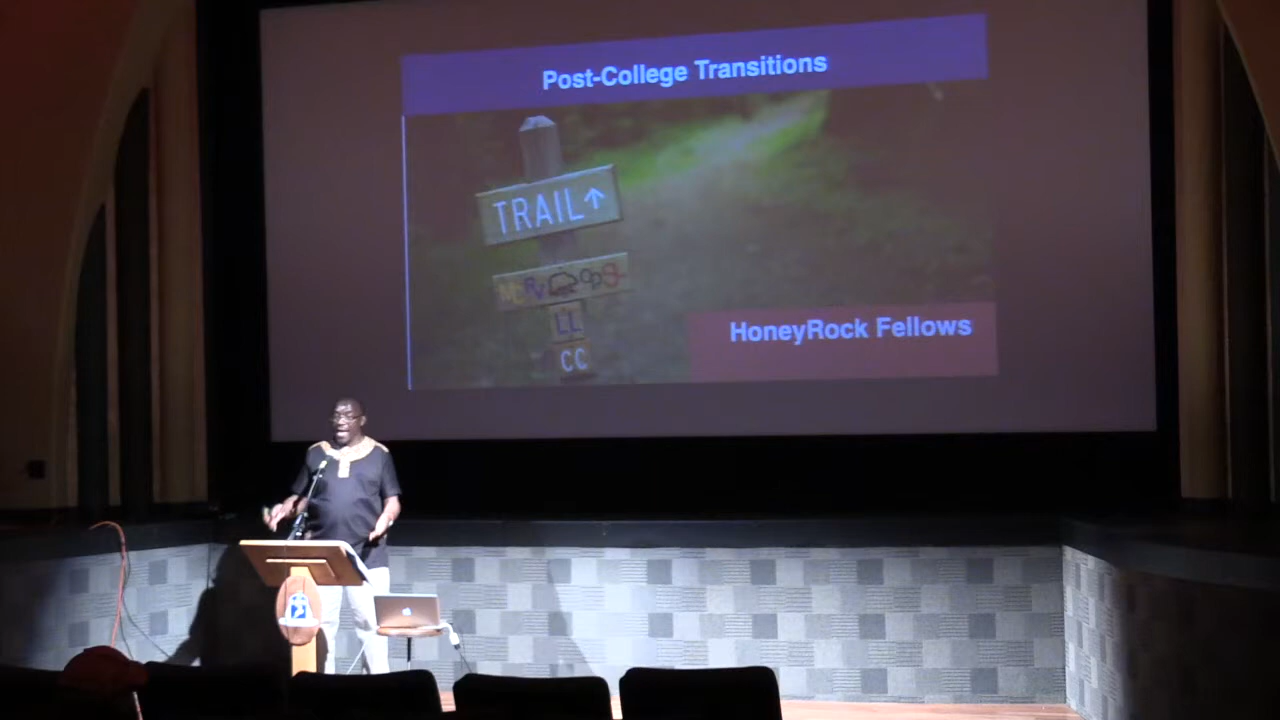 Post-College Transitions
TRAIL↑
LL
CC
HoneyRock Fellows